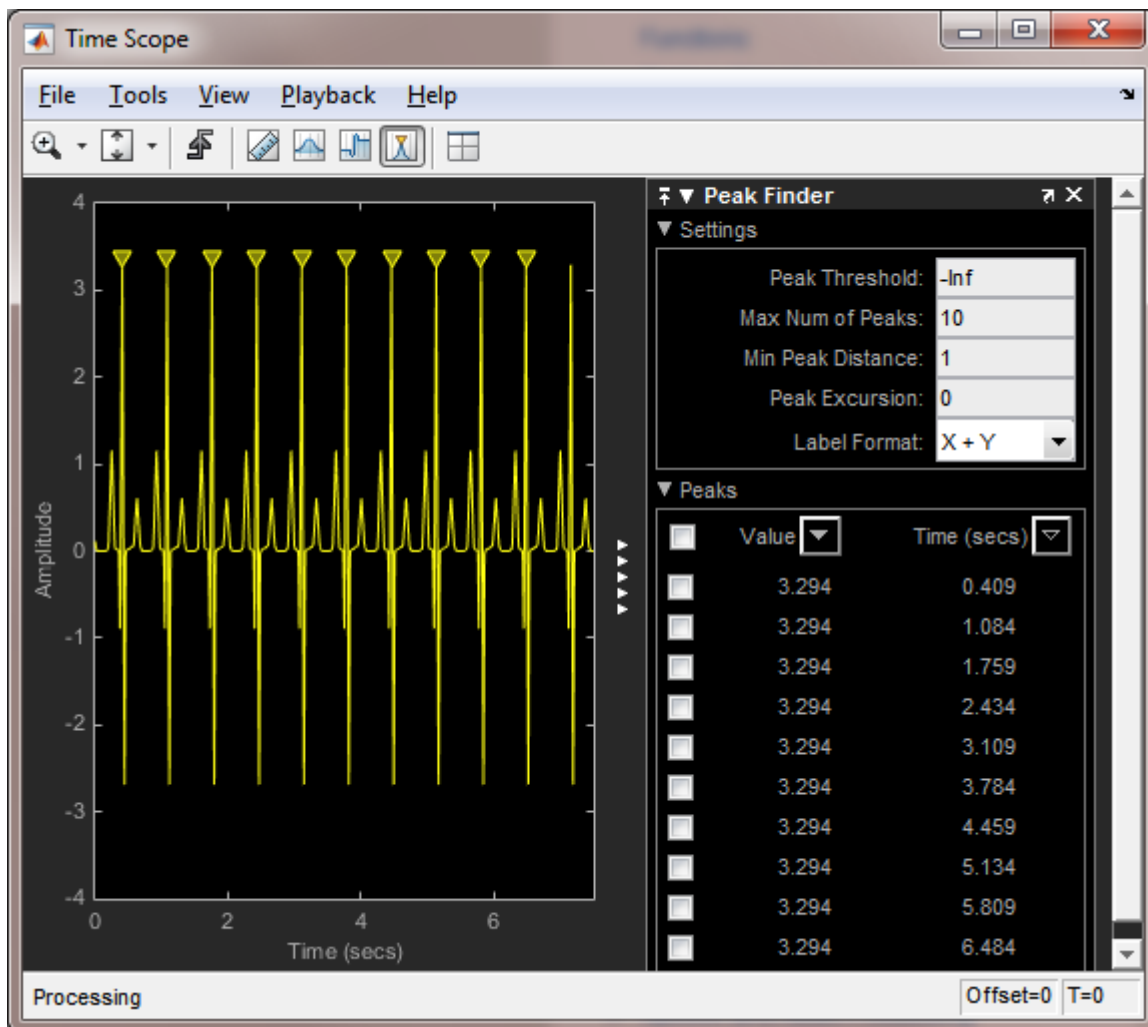 Time Scope
Functions
File Tools View Playback Help
4
3
2
1
0
-1
-2
-3
-4
Amplitude
0 2 4 6
Time (secs)
Peak Finder
Settings
Peak Threshold: -Inf
Max Num of Peaks: 10
Min Peak Distance: 1
Peak Excursion: 0
Label Format: X + Y
Peaks
Value Time (secs)
3.294 0.409
3.294 1.084
3.294 1.759
3.294 2.434
3.294 3.109
3.294 3.784
3.294 4.459
3.294 5.134
3.294 5.809
3.294 6.484
Processing Offset=0 T=0